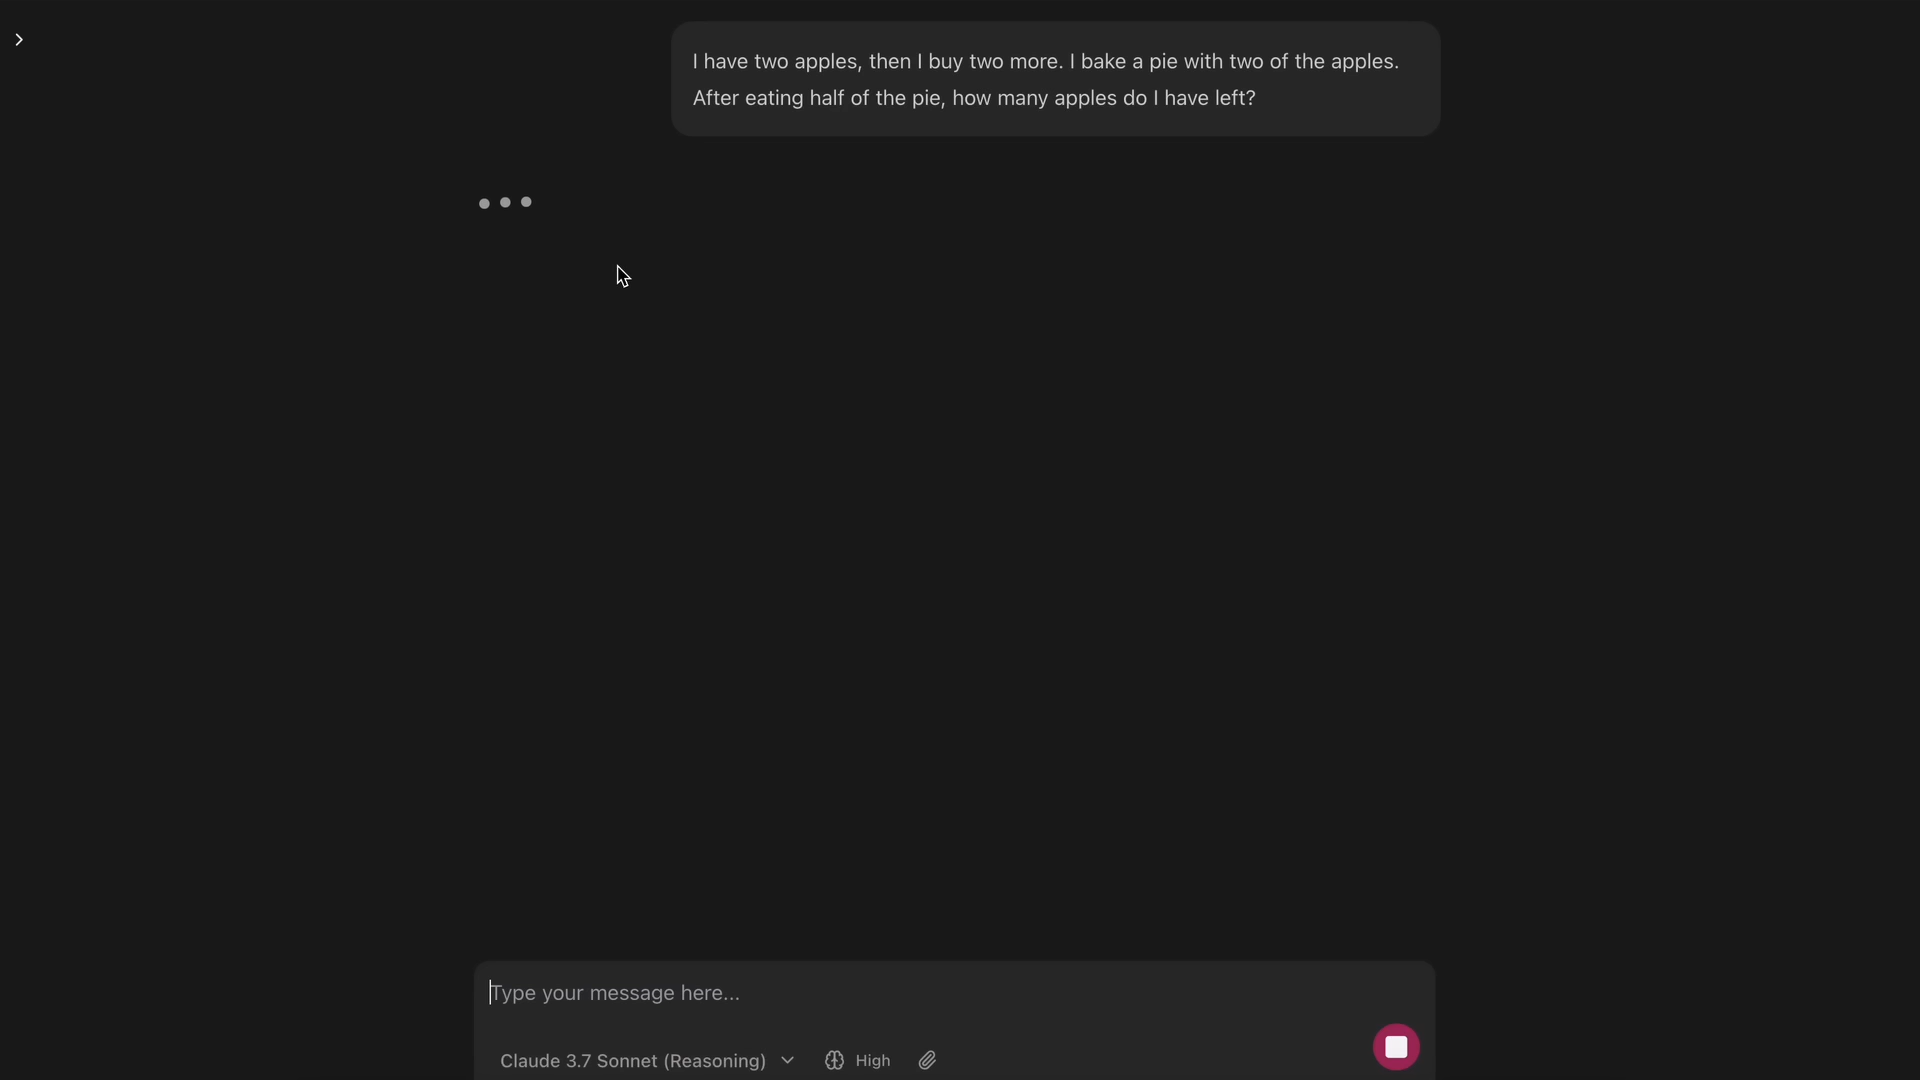 I have two apples, then I buy two more. I bake a pie with two of the apples.
After eating half of the pie, how many apples do I have left?
Type your message here...
Claude 3.7 Sonnet (Reasoning)
High